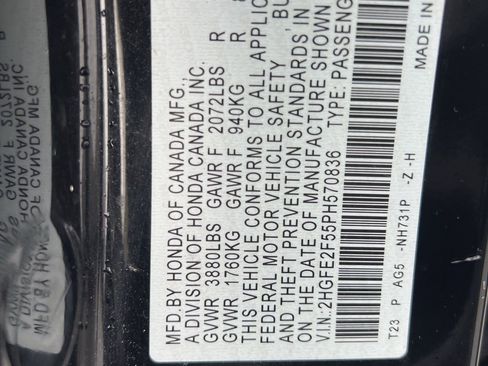 MFD.BY HONDA OF CANADA MFG.,
A DIVISION OF HONDA CANADA INC.
GVWR 3880LBS GAWR F 2072LBS R
GVWR 1760KG GAWR F 940KG R
THIS VEHICLE CONFORMS TO ALL APPLIC
FEDERAL MOTOR VEHICLE SAFETY BU
AND THEFT PREVENTION STANDARDS IN
ON THE DATE OF MANUFACTURE SHOWN
V.I.N.: 2HGFE2F55PH570836 TYPE: PASSENG
T23 P AG5 -NH731P -Z -H
MADE IN